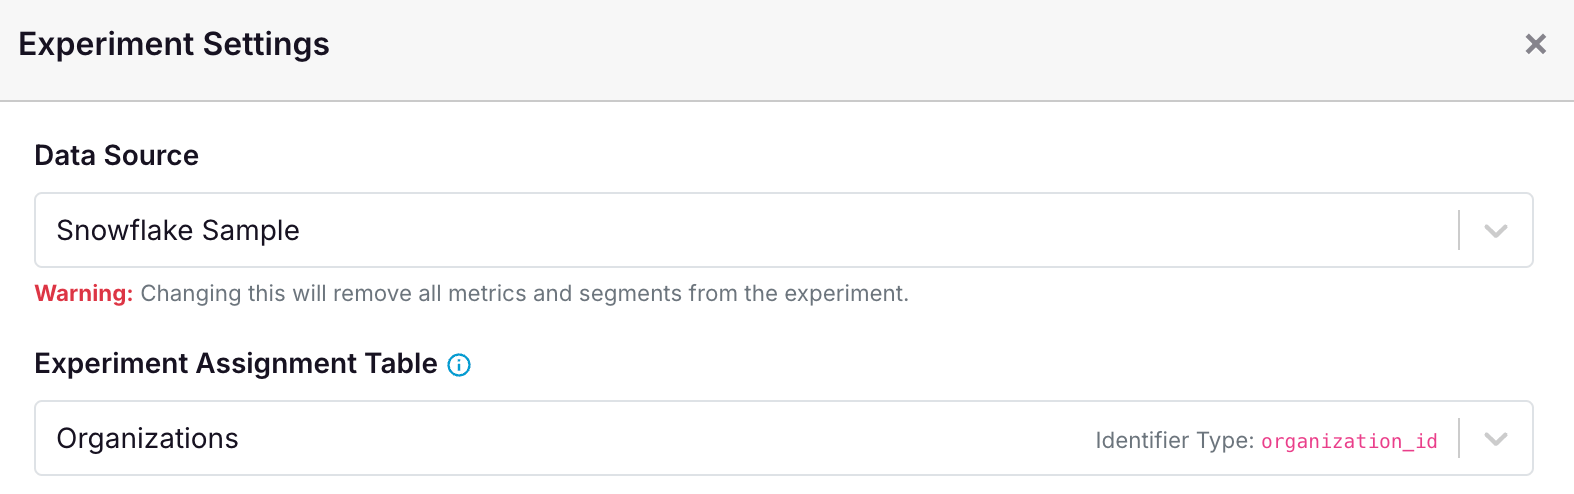 Experiment Settings
Data Source
Snowflake Sample
Warning: Changing this will remove all metrics and segments from the experiment.
Experiment Assignment Table
Organizations Identifier Type: organization_id